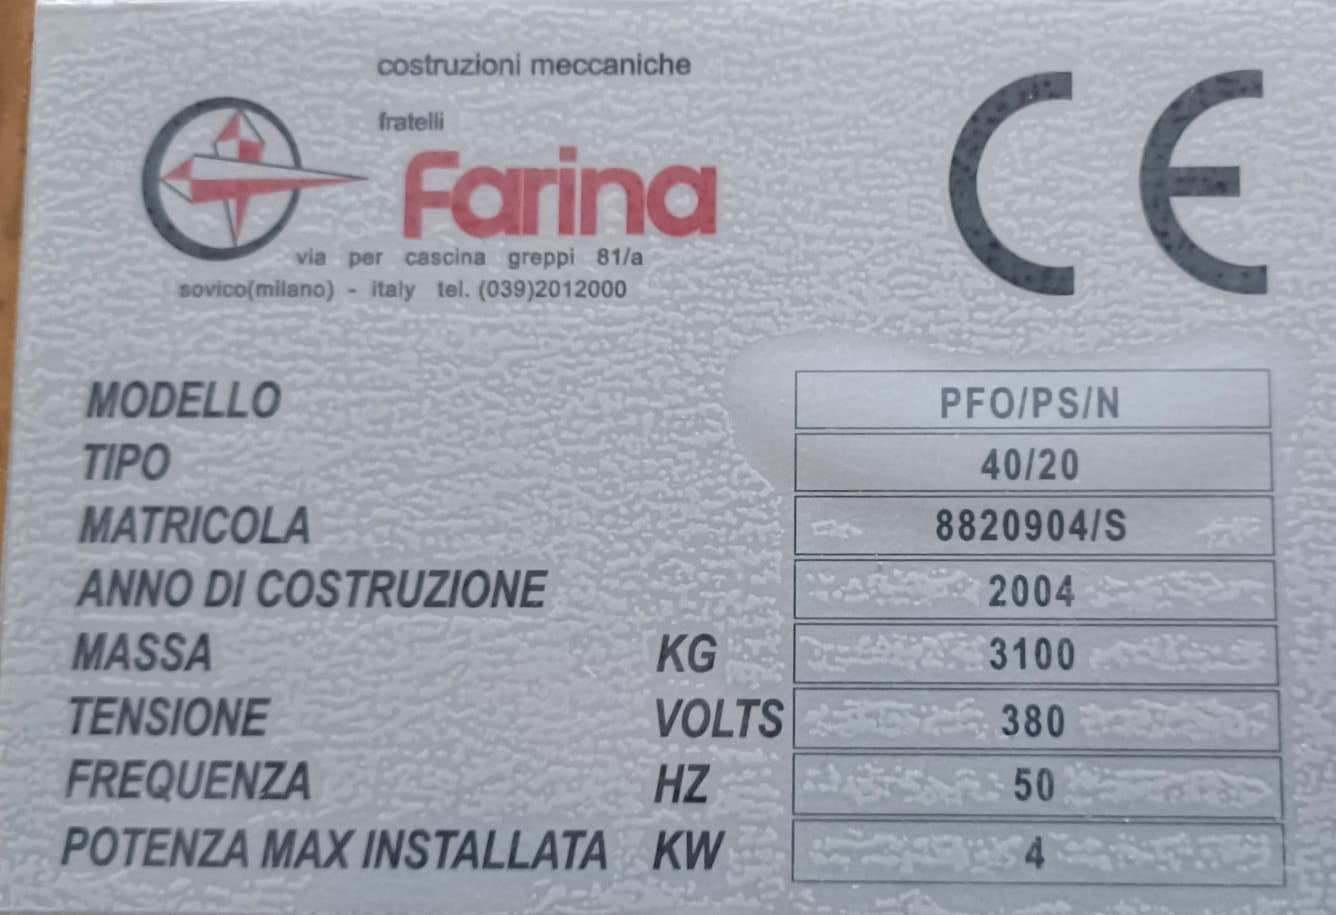 costruzioni meccaniche
fratelli
Farina
via per cascina greppi 81/a
sovico(milano) - italy tel. (039)2012000
CE
MODELLO PFO/PS/N
TIPO 40/20
MATRICOLA 8820904/S
ANNO DI COSTRUZIONE 2004
MASSA KG 3100
TENSIONE VOLTS 380
FREQUENZA HZ 50
POTENZA MAX INSTALLATA KW 4